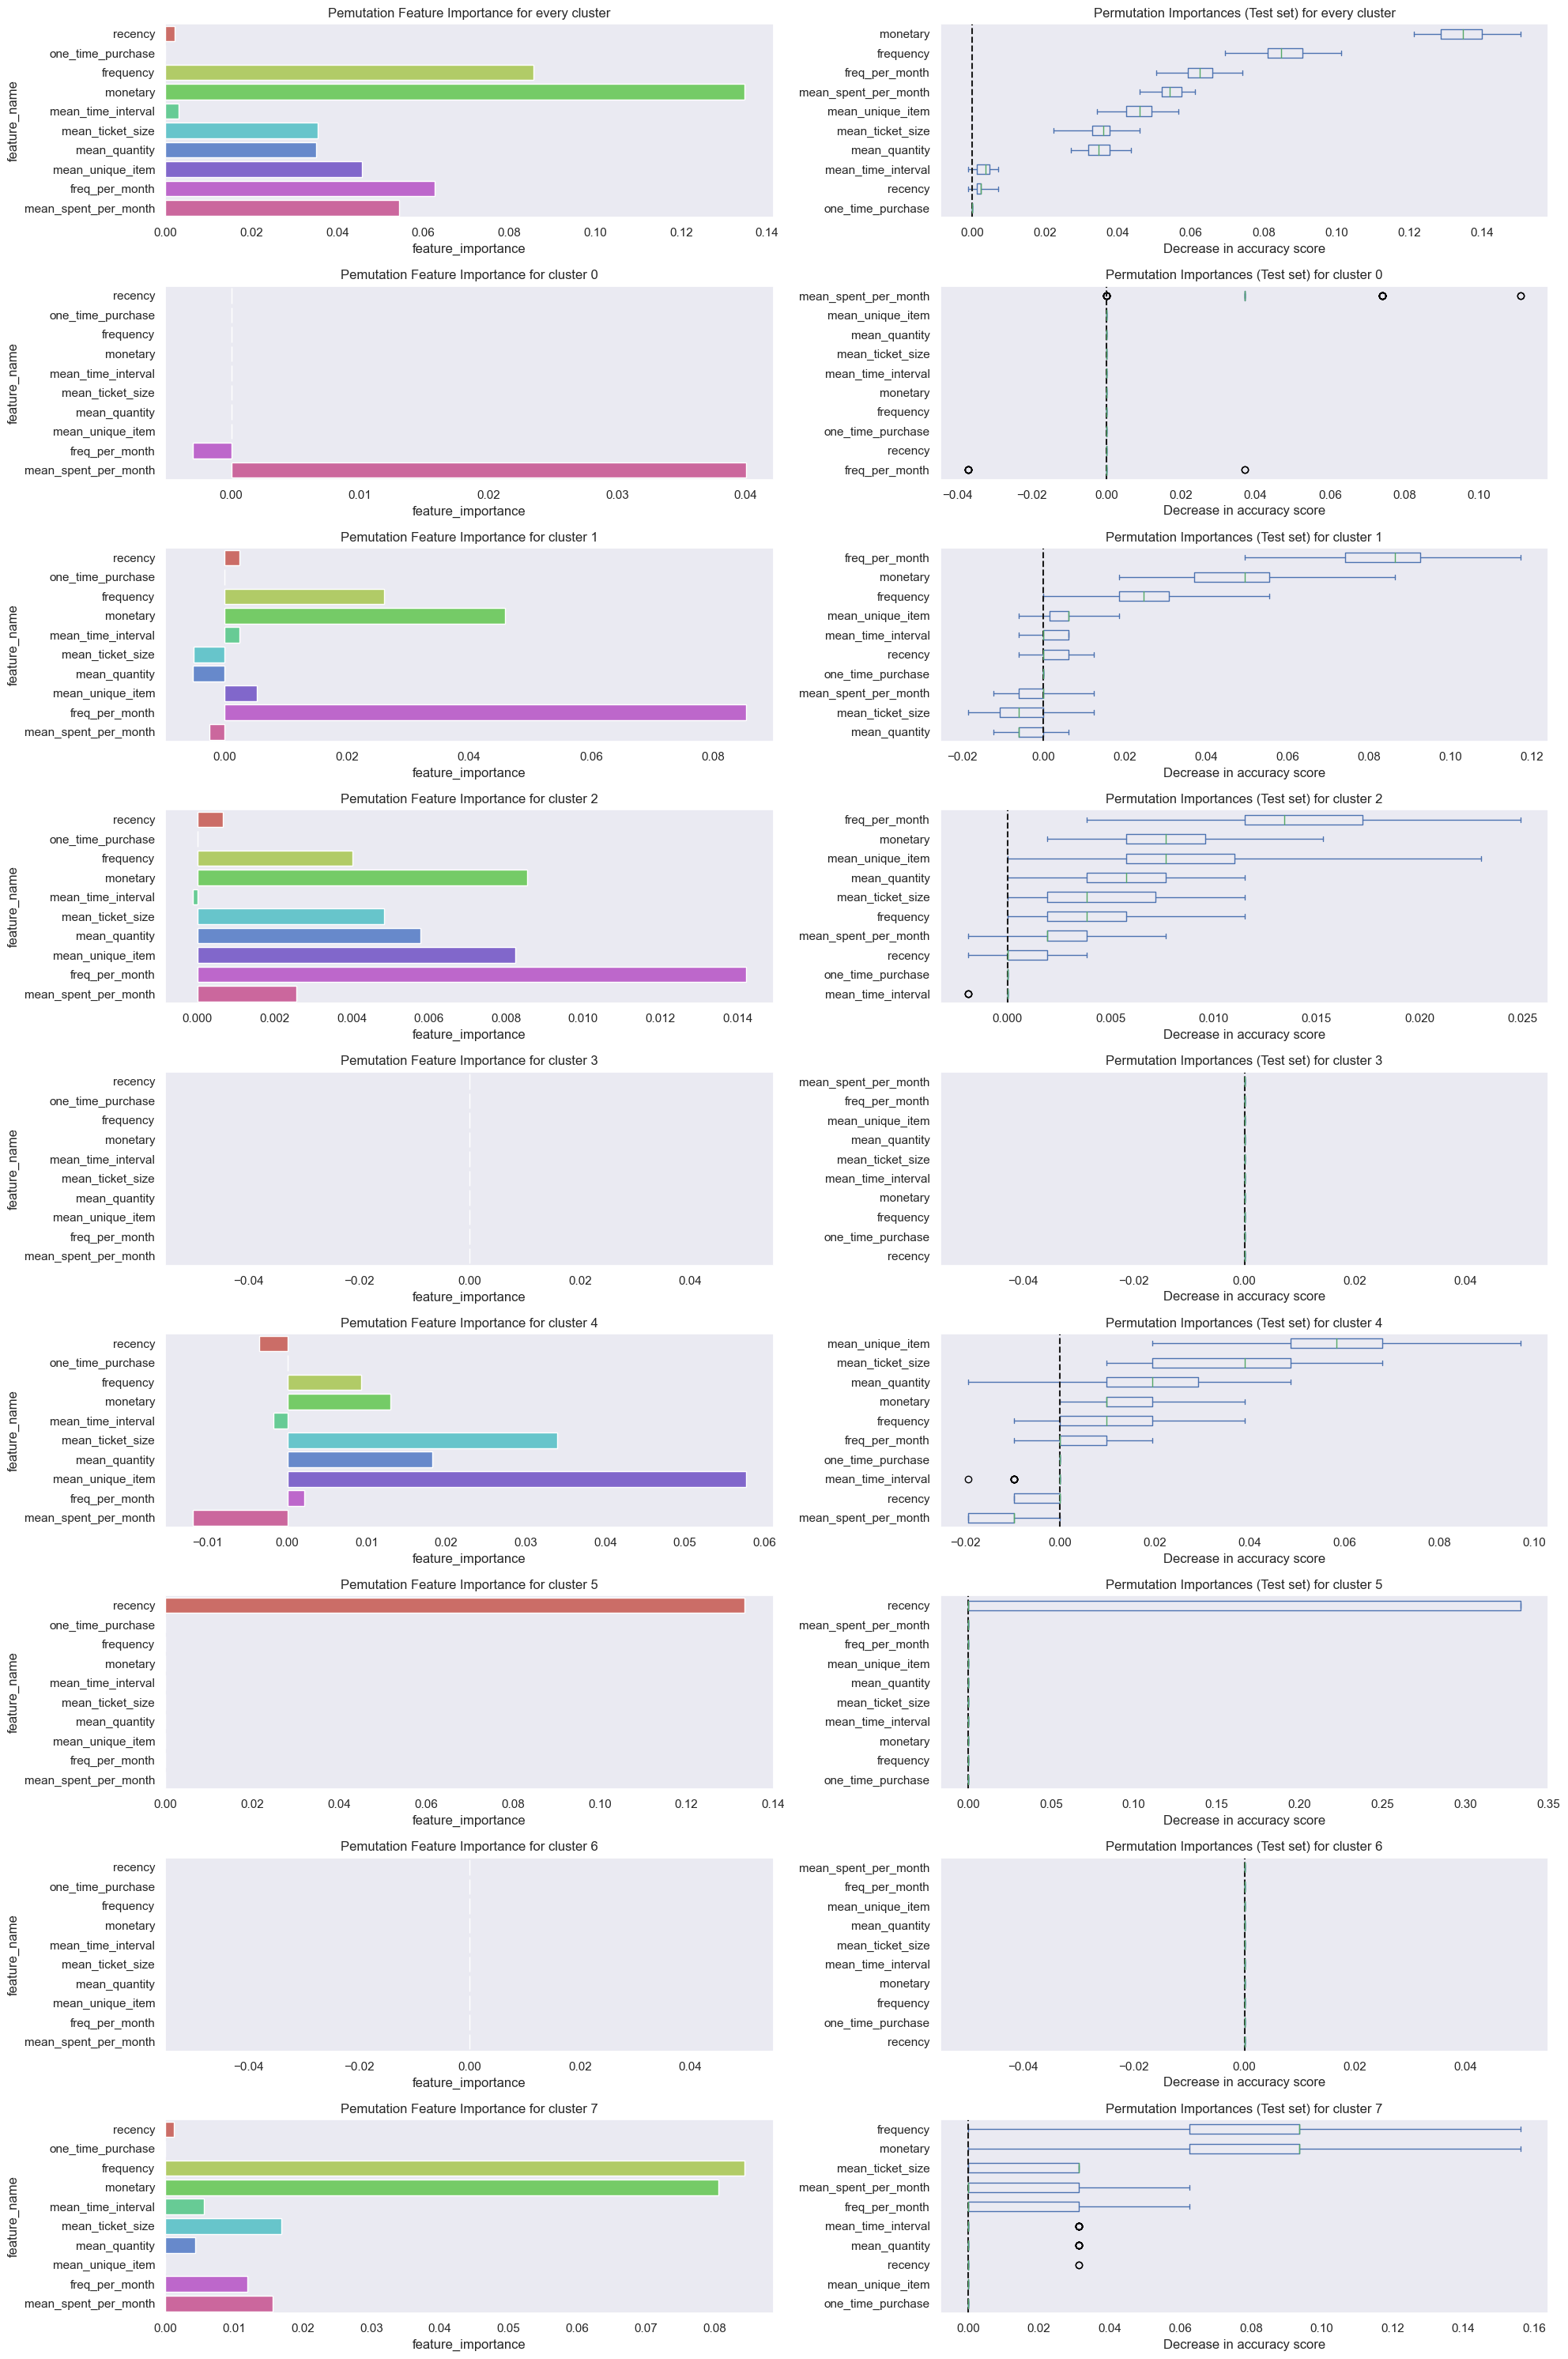 Pemutation Feature Importance for every cluster
feature_name
recency
one_time_purchase
frequency
monetary
mean_time_interval
mean_ticket_size
mean_quantity
mean_unique_item
freq_per_month
mean_spent_per_month
0.00 0.02 0.04 0.06 0.08 0.10 0.12 0.14
feature_importance
Permutation Importances (Test set) for every cluster
monetary
frequency
freq_per_month
mean_spent_per_month
mean_unique_item
mean_ticket_size
mean_quantity
mean_time_interval
recency
one_time_purchase
0.00 0.02 0.04 0.06 0.08 0.10 0.12 0.14
Decrease in accuracy score
Pemutation Feature Importance for cluster 0
feature_name
recency
one_time_purchase
frequency
monetary
mean_time_interval
mean_ticket_size
mean_quantity
mean_unique_item
freq_per_month
mean_spent_per_month
0.00 0.01 0.02 0.03 0.04
feature_importance
Permutation Importances (Test set) for cluster 0
mean_spent_per_month
mean_unique_item
mean_quantity
mean_ticket_size
mean_time_interval
monetary
frequency
one_time_purchase
recency
freq_per_month
−0.04 −0.02 0.00 0.02 0.04 0.06 0.08 0.10
Decrease in accuracy score
Pemutation Feature Importance for cluster 1
feature_name
recency
one_time_purchase
frequency
monetary
mean_time_interval
mean_ticket_size
mean_quantity
mean_unique_item
freq_per_month
mean_spent_per_month
0.00 0.02 0.04 0.06 0.08
feature_importance
Permutation Importances (Test set) for cluster 1
freq_per_month
monetary
frequency
mean_unique_item
mean_time_interval
recency
one_time_purchase
mean_spent_per_month
mean_ticket_size
mean_quantity
−0.02 0.00 0.02 0.04 0.06 0.08 0.10 0.12
Decrease in accuracy score
Pemutation Feature Importance for cluster 2
feature_name
recency
one_time_purchase
frequency
monetary
mean_time_interval
mean_ticket_size
mean_quantity
mean_unique_item
freq_per_month
mean_spent_per_month
0.000 0.002 0.004 0.006 0.008 0.010 0.012 0.014
feature_importance
Permutation Importances (Test set) for cluster 2
freq_per_month
monetary
mean_unique_item
mean_quantity
mean_ticket_size
frequency
mean_spent_per_month
recency
one_time_purchase
mean_time_interval
0.000 0.005 0.010 0.015 0.020 0.025
Decrease in accuracy score
Pemutation Feature Importance for cluster 3
feature_name
recency
one_time_purchase
frequency
monetary
mean_time_interval
mean_ticket_size
mean_quantity
mean_unique_item
freq_per_month
mean_spent_per_month
−0.04 −0.02 0.00 0.02 0.04
feature_importance
Permutation Importances (Test set) for cluster 3
mean_spent_per_month
freq_per_month
mean_unique_item
mean_quantity
mean_ticket_size
mean_time_interval
monetary
frequency
one_time_purchase
recency
−0.04 −0.02 0.00 0.02 0.04
Decrease in accuracy score
Pemutation Feature Importance for cluster 4
feature_name
recency
one_time_purchase
frequency
monetary
mean_time_interval
mean_ticket_size
mean_quantity
mean_unique_item
freq_per_month
mean_spent_per_month
−0.01 0.00 0.01 0.02 0.03 0.04 0.05 0.06
feature_importance
Permutation Importances (Test set) for cluster 4
mean_unique_item
mean_ticket_size
mean_quantity
monetary
frequency
freq_per_month
one_time_purchase
mean_time_interval
recency
mean_spent_per_month
−0.02 0.00 0.02 0.04 0.06 0.08 0.10
Decrease in accuracy score
Pemutation Feature Importance for cluster 5
feature_name
recency
one_time_purchase
frequency
monetary
mean_time_interval
mean_ticket_size
mean_quantity
mean_unique_item
freq_per_month
mean_spent_per_month
0.00 0.02 0.04 0.06 0.08 0.10 0.12 0.14
feature_importance
Permutation Importances (Test set) for cluster 5
recency
mean_spent_per_month
freq_per_month
mean_unique_item
mean_quantity
mean_ticket_size
mean_time_interval
monetary
frequency
one_time_purchase
0.00 0.05 0.10 0.15 0.20 0.25 0.30 0.35
Decrease in accuracy score
Pemutation Feature Importance for cluster 6
feature_name
recency
one_time_purchase
frequency
monetary
mean_time_interval
mean_ticket_size
mean_quantity
mean_unique_item
freq_per_month
mean_spent_per_month
−0.04 −0.02 0.00 0.02 0.04
feature_importance
Permutation Importances (Test set) for cluster 6
mean_spent_per_month
freq_per_month
mean_unique_item
mean_quantity
mean_ticket_size
mean_time_interval
monetary
frequency
one_time_purchase
recency
−0.04 −0.02 0.00 0.02 0.04
Decrease in accuracy score
Pemutation Feature Importance for cluster 7
feature_name
recency
one_time_purchase
frequency
monetary
mean_time_interval
mean_ticket_size
mean_quantity
mean_unique_item
freq_per_month
mean_spent_per_month
0.00 0.01 0.02 0.03 0.04 0.05 0.06 0.07 0.08
feature_importance
Permutation Importances (Test set) for cluster 7
frequency
monetary
mean_ticket_size
mean_spent_per_month
freq_per_month
mean_time_interval
mean_quantity
recency
mean_unique_item
one_time_purchase
0.00 0.02 0.04 0.06 0.08 0.10 0.12 0.14 0.16
Decrease in accuracy score